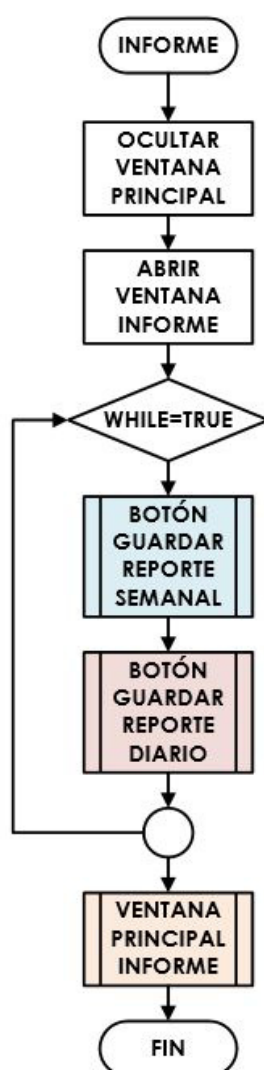 INFORME
OCULTAR
VENTANA
PRINCIPAL
ABRIR
VENTANA
INFORME
WHILE=TRUE
BOTÓN
GUARDAR
REPORTE
SEMANAL
BOTÓN
GUARDAR
REPORTE
DIARIO
VENTANA
PRINCIPAL
INFORME
FIN